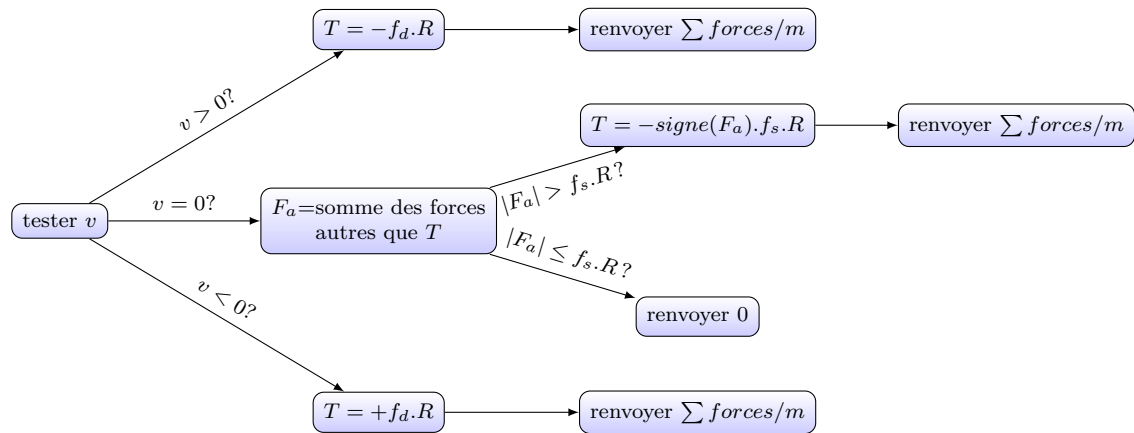 T = −f_d.R
renvoyer ∑ forces/m
v > 0?
T = −signe(F_a).f_s.R
renvoyer ∑ forces/m
|F_a| > f_s.R?
tester v
v = 0?
F_a=somme des forces
autres que T
|F_a| ≤ f_s.R?
v < 0?
renvoyer 0
T = +f_d.R
renvoyer ∑ forces/m